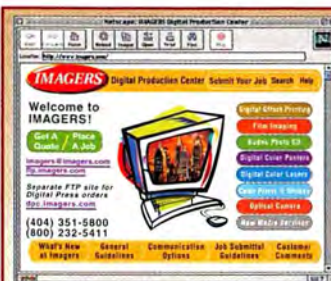 Netscape: IMAGERS Digital Production Center
Back
Home
Reload
Images
Open
Print
Find
Stop
http://www.imagers.com/
IMAGERS Digital Production Center Submit Your Job Search Help
Welcome to
IMAGERS!
Get A Quote / Place A Job
imagers@imagers.com
ftp.imagers.com
Separate FTP site for
Digital Press orders
dpc.imagers.com
(404) 351-5800
(800) 232-5411
Digital Offset Printing
Film Imaging
Kodak Photo CD
Digital Color Posters
Digital Color Lasers
Color Prints & Slides
Optical Camera
New Media Services
What's New at Imagers
General Guidelines
Communication Options
Job Submittal Guidelines
Customer Comments